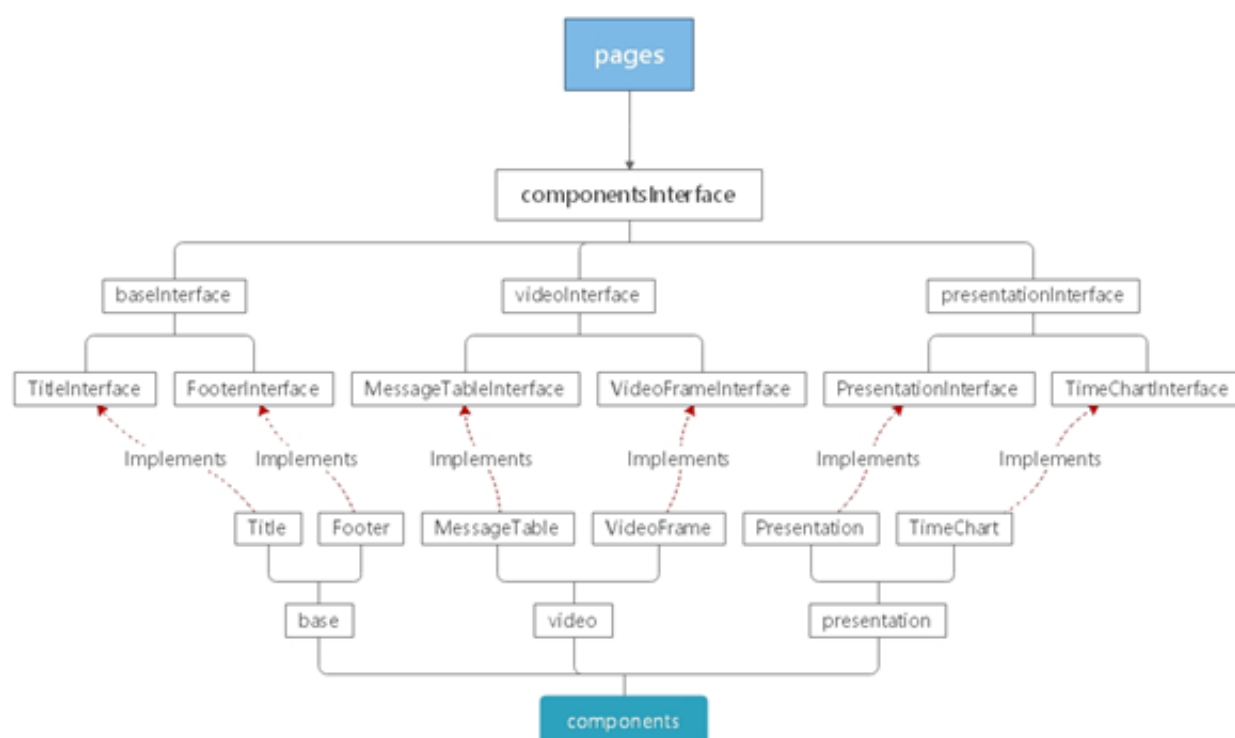 pages
componentsInterface
baseInterface
videoInterface
presentationInterface
TitleInterface
FooterInterface
MessageTableInterface
VideoFrameInterface
PresentationInterface
TimeChartInterface
Implements
Implements
Implements
Implements
Implements
Implements
Title
Footer
MessageTable
VideoFrame
Presentation
TimeChart
base
video
presentation
components